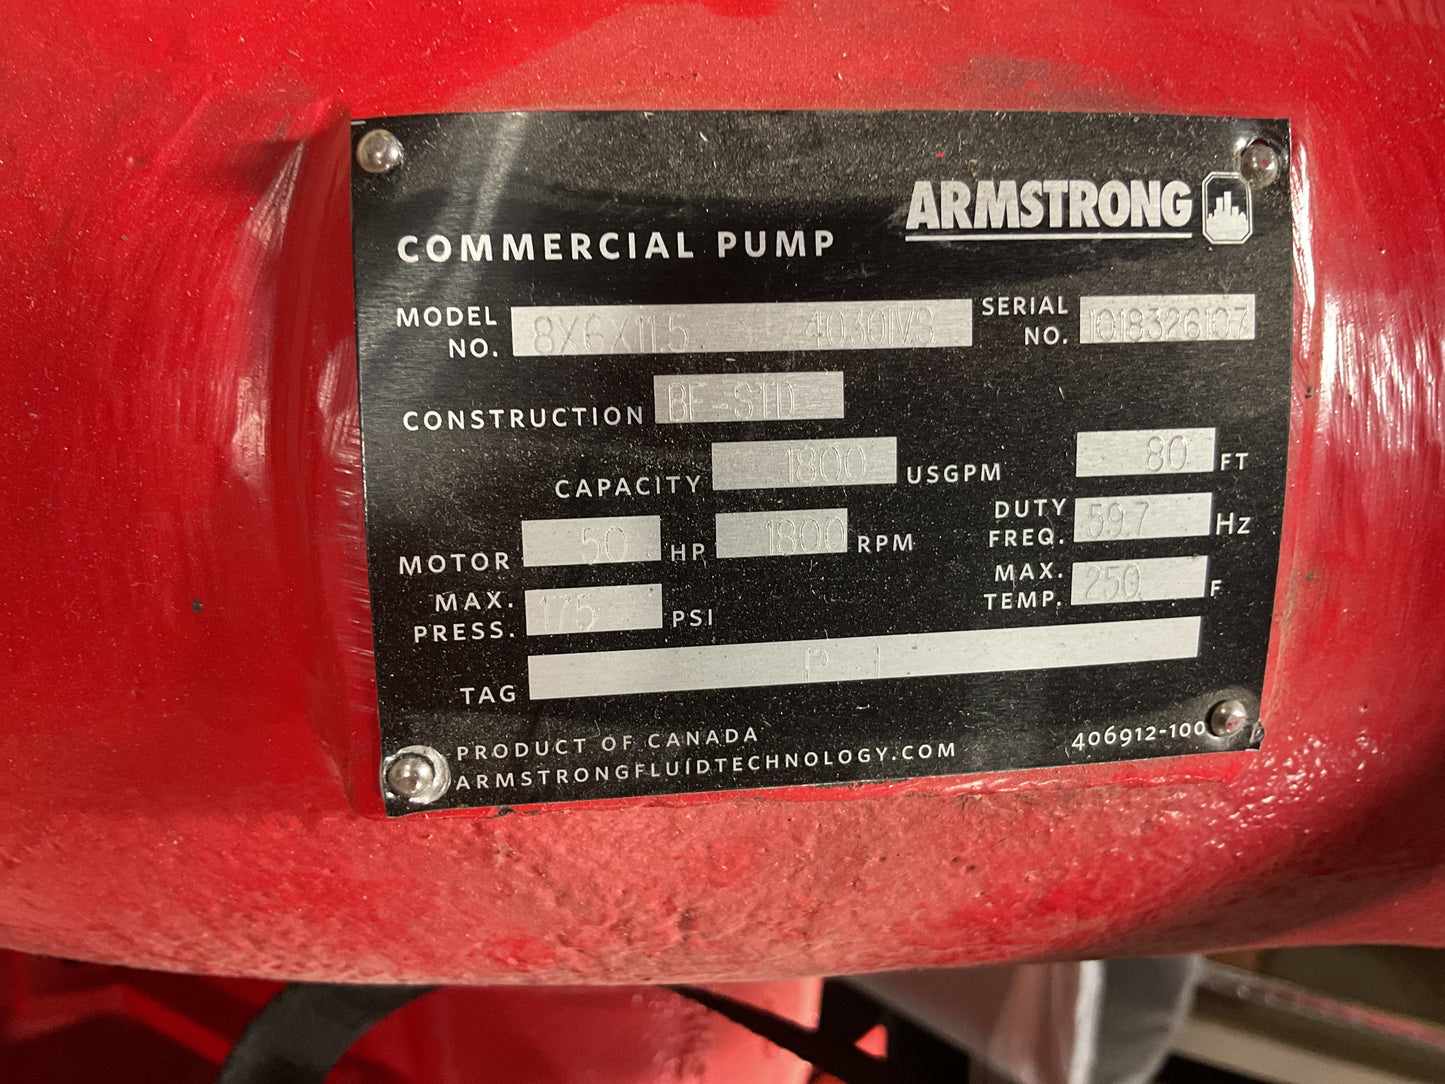 ARMSTRONG
COMMERCIAL PUMP
MODEL NO. 8X6X11.5 4030IVS SERIAL NO. 1018326107
CONSTRUCTION BF-STD
CAPACITY 1800 USGPM 80 FT
MOTOR 50 HP 1800 RPM DUTY FREQ. 59.7 Hz
MAX. PRESS. 175 PSI MAX. TEMP. 250 F
TAG P-1
PRODUCT OF CANADA
ARMSTRONGFLUIDTECHNOLOGY.COM
406912-100